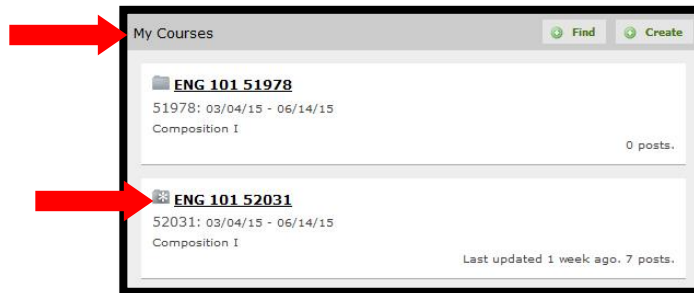 My Courses Find Create
ENG 101 51978
51978: 03/04/15 - 06/14/15
Composition I
0 posts.
ENG 101 52031
52031: 03/04/15 - 06/14/15
Composition I
Last updated 1 week ago. 7 posts.